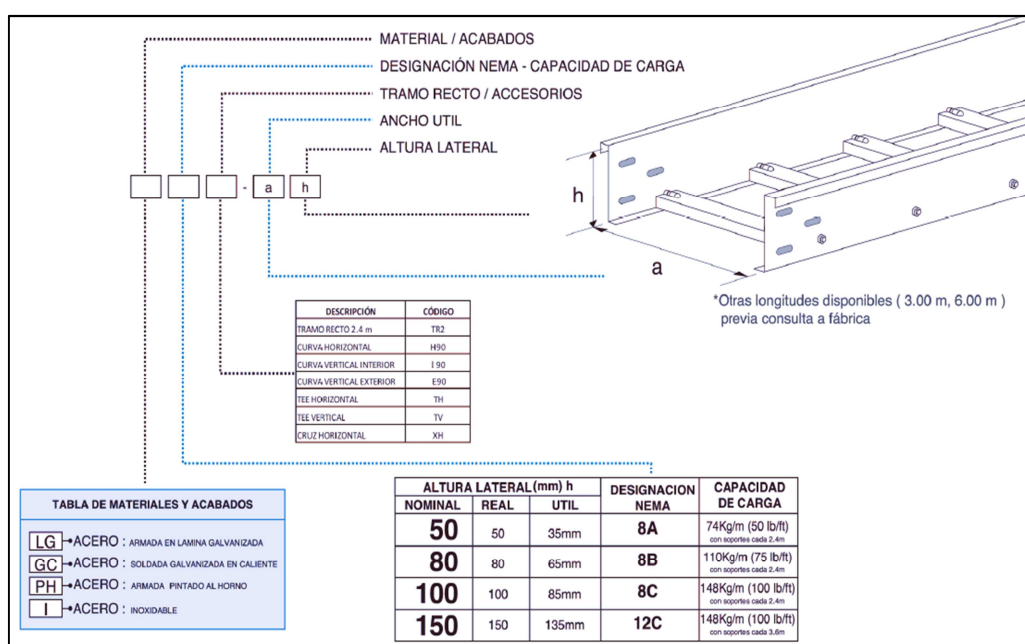 MATERIAL / ACABADOS
DESIGNACIÓN NEMA - CAPACIDAD DE CARGA
TRAMO RECTO / ACCESORIOS
ANCHO UTIL
ALTURA LATERAL
- a h
h
a
*Otras longitudes disponibles ( 3.00 m, 6.00 m )
previa consulta a fábrica
DESCRIPCIÓN CÓDIGO
TRAMO RECTO 2.4 m TR2
CURVA HORIZONTAL H90
CURVA VERTICAL INTERIOR I 90
CURVA VERTICAL EXTERIOR E90
TEE HORIZONTAL TH
TEE VERTICAL TV
CRUZ HORIZONTAL XH
TABLA DE MATERIALES Y ACABADOS
LG ACERO : ARMADA EN LAMINA GALVANIZADA
GC ACERO : SOLDADA GALVANIZADA EN CALIENTE
PH ACERO : ARMADA PINTADO AL HORNO
I ACERO : INOXIDABLE
ALTURA LATERAL(mm) h DESIGNACION NEMA CAPACIDAD DE CARGA
NOMINAL REAL UTIL
50 50 35mm 8A 74Kg/m (50 lb/ft)
con soportes cada 2.4m
80 80 65mm 8B 110Kg/m (75 lb/ft)
con soportes cada 2.4m
100 100 85mm 8C 148Kg/m (100 lb/ft)
con soportes cada 2.4m
150 150 135mm 12C 148Kg/m (100 lb/ft)
con soportes cada 3.6m